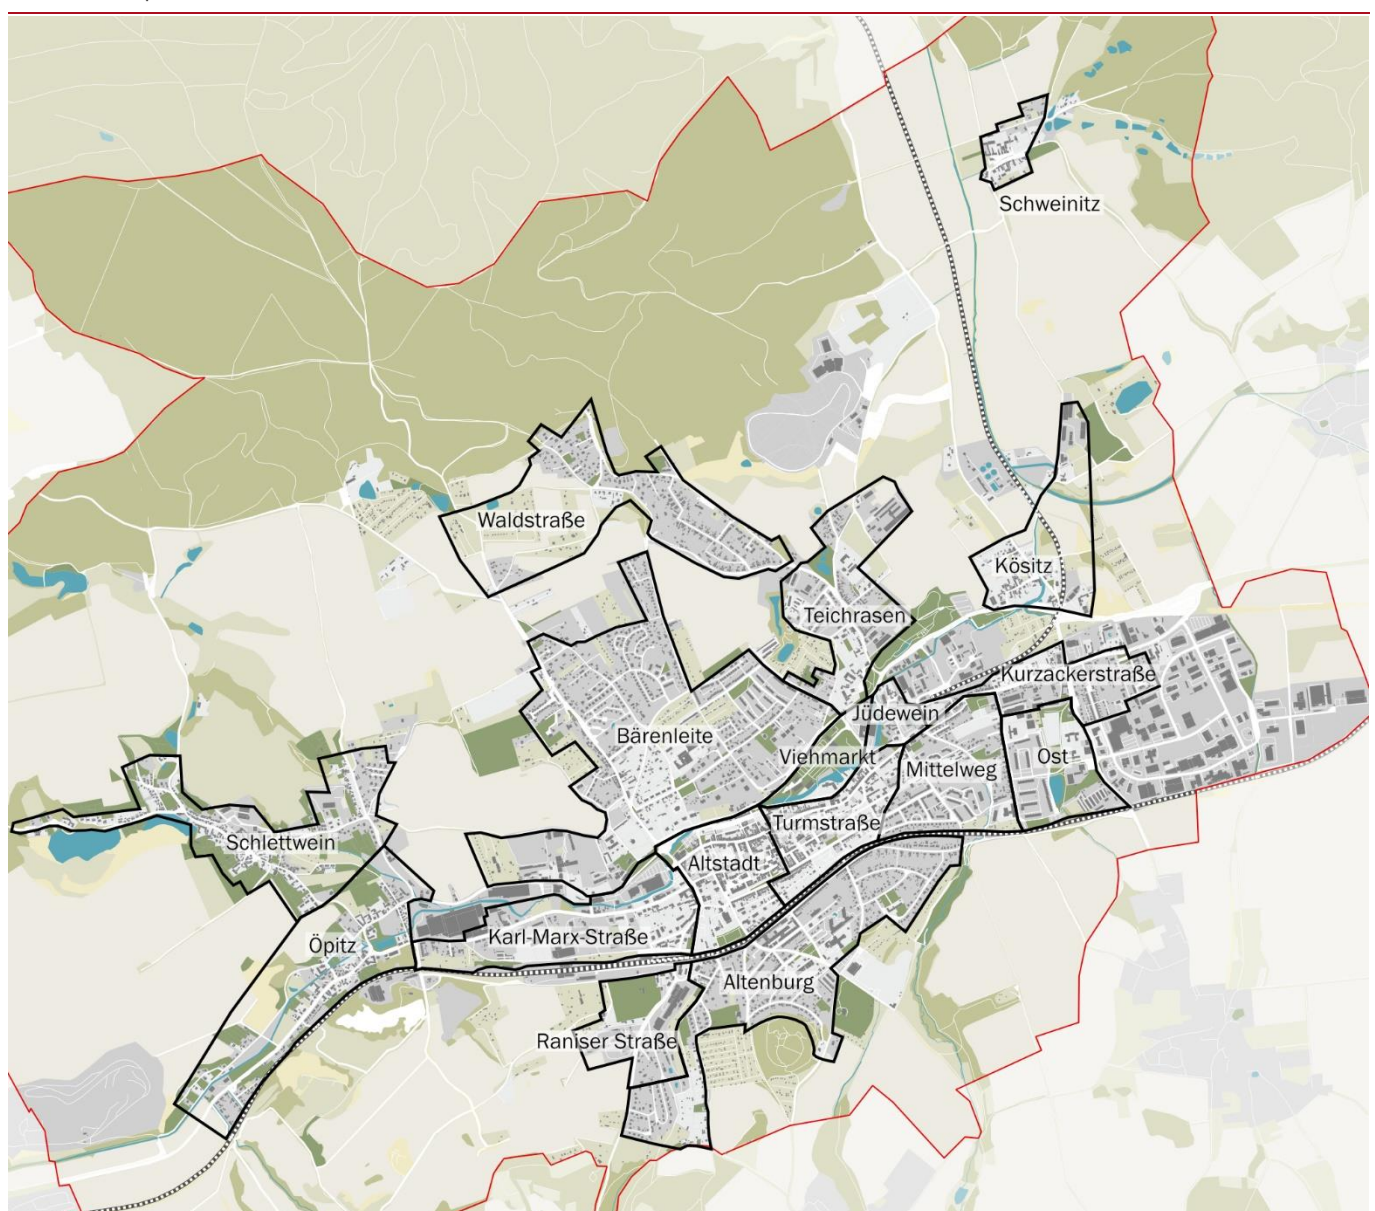 Schweinitz
Waldstraße
Kösitz
Teichrasen
Kurzackerstraße
Jüdewein
Bärenleite
Viehmarkt
Ost
Mittelweg
Turmstraße
Schlettwein
Altstadt
Karl-Marx-Straße
Öpitz
Altenburg
Raniser Straße